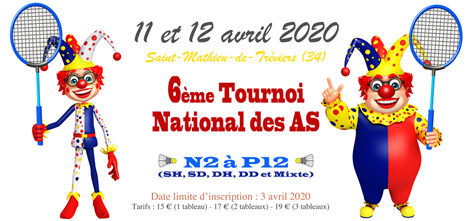 11 et 12 avril 2020
Saint-Mathieu-de-Tréviers (34)
6ème Tournoi
National des AS
N2 à P12
(SH, SD, DH, DD et Mixte)
Date limite d'inscription : 3 avril 2020
Tarifs : 15 € (1 tableau) - 17 € (2 tableaux) - 19 € (3 tableaux)